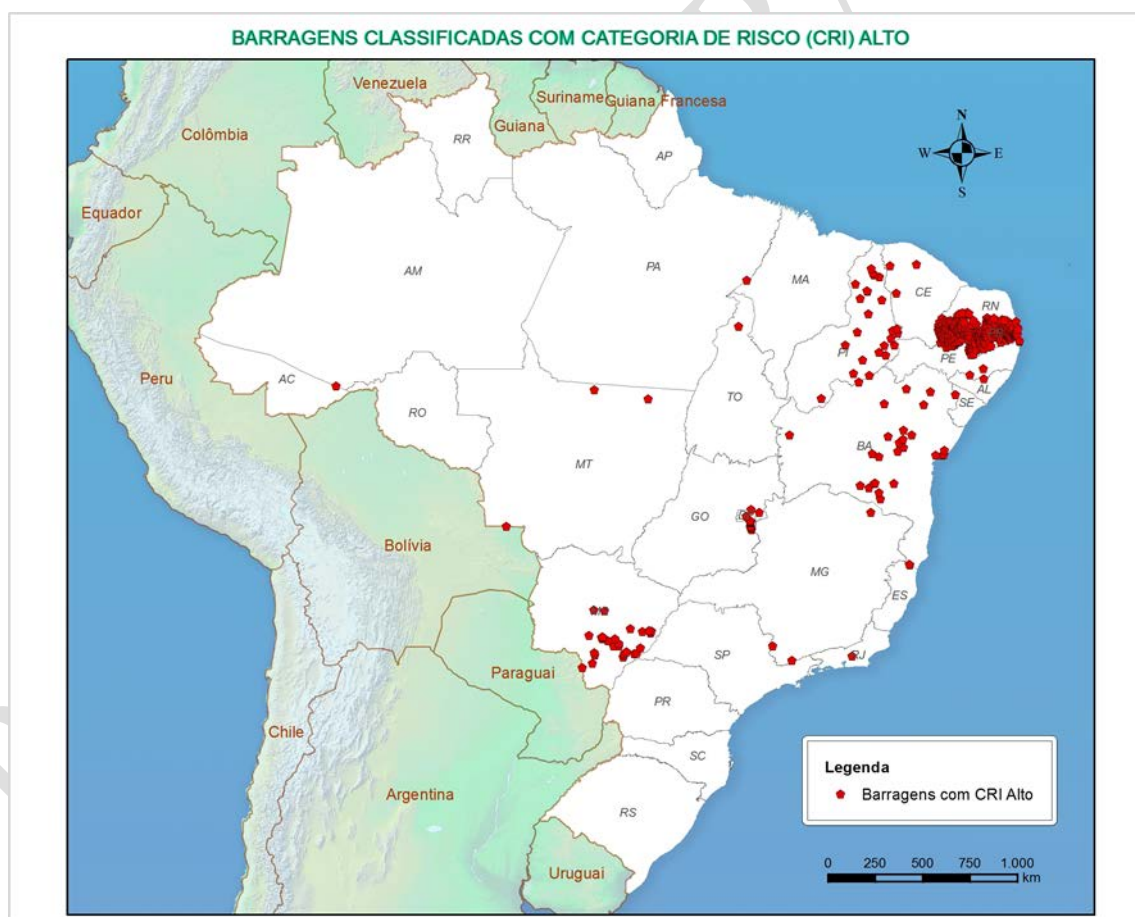 BARRAGENS CLASSIFICADAS COM CATEGORIA DE RISCO (CRI) ALTO
Venezuela
Suriname
Guiana Francesa
Guiana
Colômbia
RR
AP
N
W
E
S
Equador
AM
PA
MA
CE
RN
PI
PE
AL
SE
Peru
AC
RO
TO
BA
MT
GO
Bolívia
MG
ES
SP
RJ
Paraguai
PR
Chile
SC
Argentina
RS
Uruguai
Legenda
Barragens com CRI Alto
0 250 500 750 1.000
km